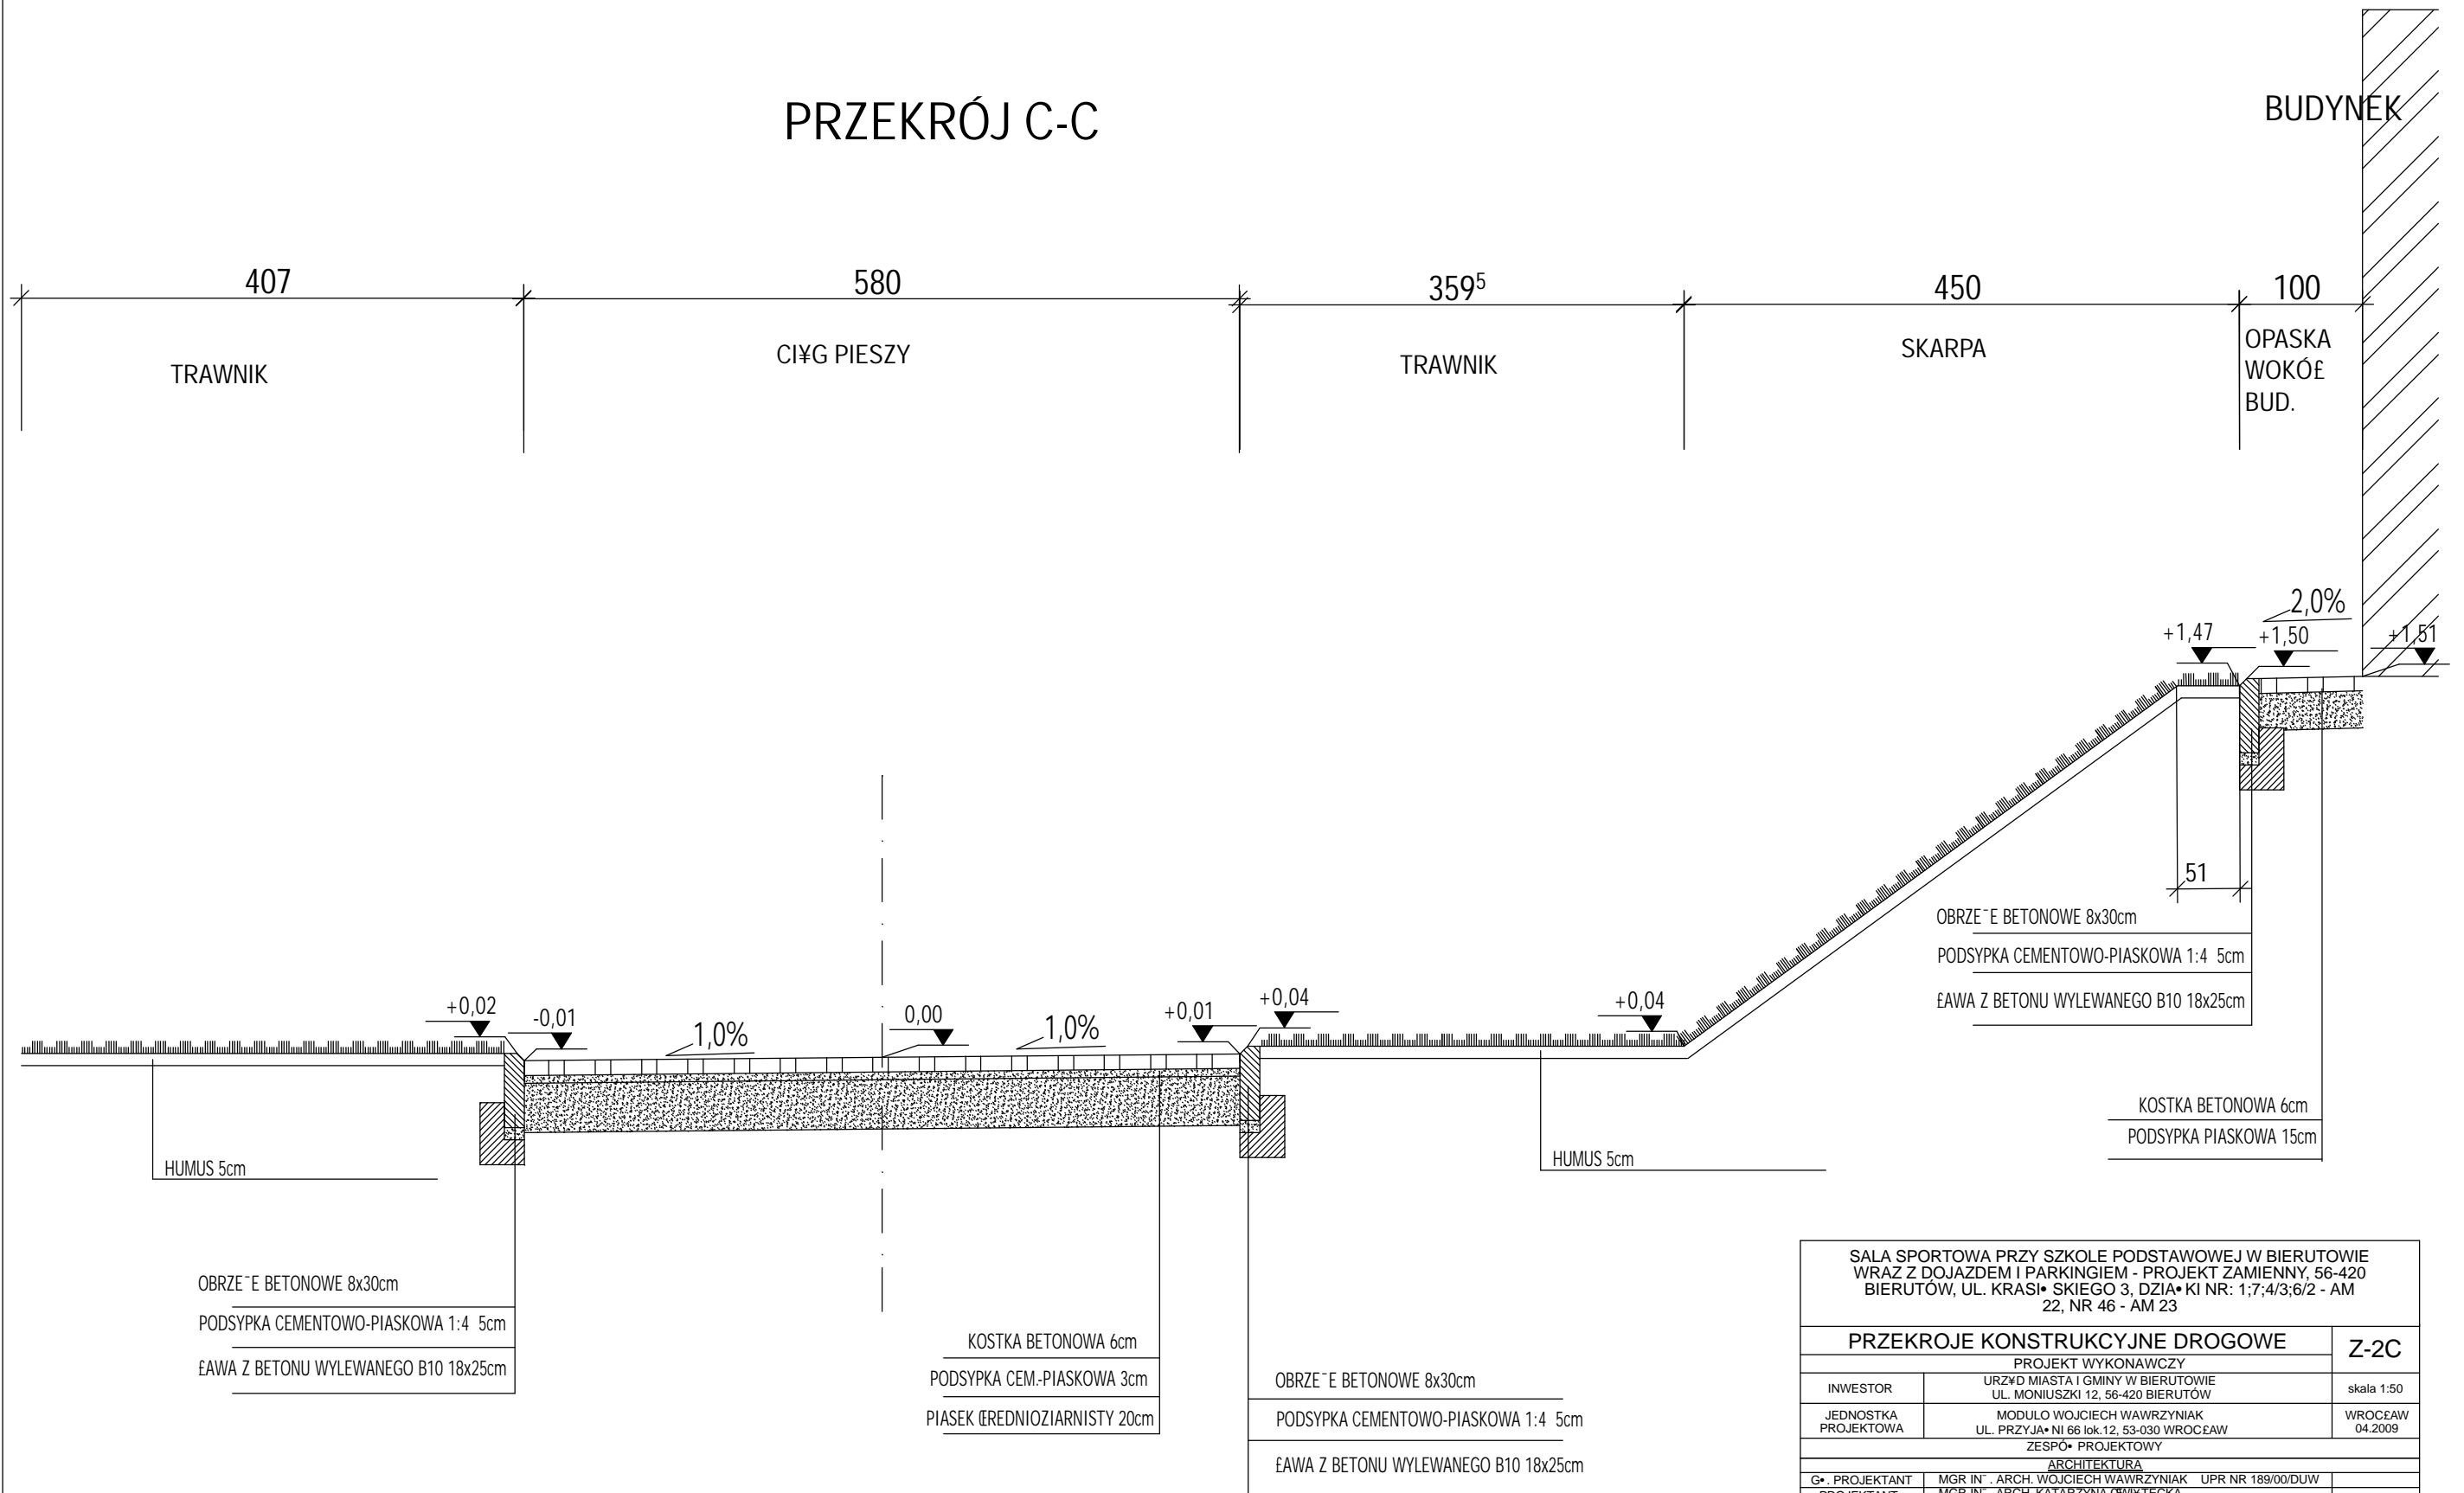 PRZEKRÓJ C-C
BUDYNEK
407
580
359⁵
450
100
TRAWNIK
CI¥G PIESZY
TRAWNIK
SKARPA
OPASKA
WOKÓ£
BUD.
2,0%
+1,47
+1,50
+1,51
51
OBRZE¯E BETONOWE 8x30cm
PODSYPKA CEMENTOWO-PIASKOWA 1:4 5cm
£AWA Z BETONU WYLEWANEGO B10 18x25cm
+0,02
-0,01
1,0%
0,00
1,0%
+0,01
+0,04
+0,04
KOSTKA BETONOWA 6cm
PODSYPKA PIASKOWA 15cm
HUMUS 5cm
HUMUS 5cm
OBRZE¯E BETONOWE 8x30cm
PODSYPKA CEMENTOWO-PIASKOWA 1:4 5cm
£AWA Z BETONU WYLEWANEGO B10 18x25cm
KOSTKA BETONOWA 6cm
PODSYPKA CEM.-PIASKOWA 3cm
PIASEK ŒREDNIOZIARNISTY 20cm
OBRZE¯E BETONOWE 8x30cm
PODSYPKA CEMENTOWO-PIASKOWA 1:4 5cm
£AWA Z BETONU WYLEWANEGO B10 18x25cm
SALA SPORTOWA PRZY SZKOLE PODSTAWOWEJ W BIERUTOWIE
WRAZ Z DOJAZDEM I PARKINGIEM - PROJEKT ZAMIENNY, 56-420
BIERUTÓW, UL. KRASI• SKIEGO 3, DZIA• KI NR: 1;7;4/3;6/2 - AM
22, NR 46 - AM 23
PRZEKROJE KONSTRUKCYJNE DROGOWE
Z-2C
PROJEKT WYKONAWCZY
INWESTOR
URZ¥D MIASTA I GMINY W BIERUTOWIE
UL. MONIUSZKI 12, 56-420 BIERUTÓW
skala 1:50
JEDNOSTKA
PROJEKTOWA
MODULO WOJCIECH WAWRZYNIAK
UL. PRZYJA• NI 66 lok.12, 53-030 WROC£AW
WROC£AW
04.2009
ZESPÓ• PROJEKTOWY
ARCHITEKTURA
G•. PROJEKTANT
MGR IN¯. ARCH. WOJCIECH WAWRZYNIAK UPR NR 189/00/DUW
PROJEKTANT
MGR IN¯. ARCH. KATARZYNA ŒWI¥TECKA